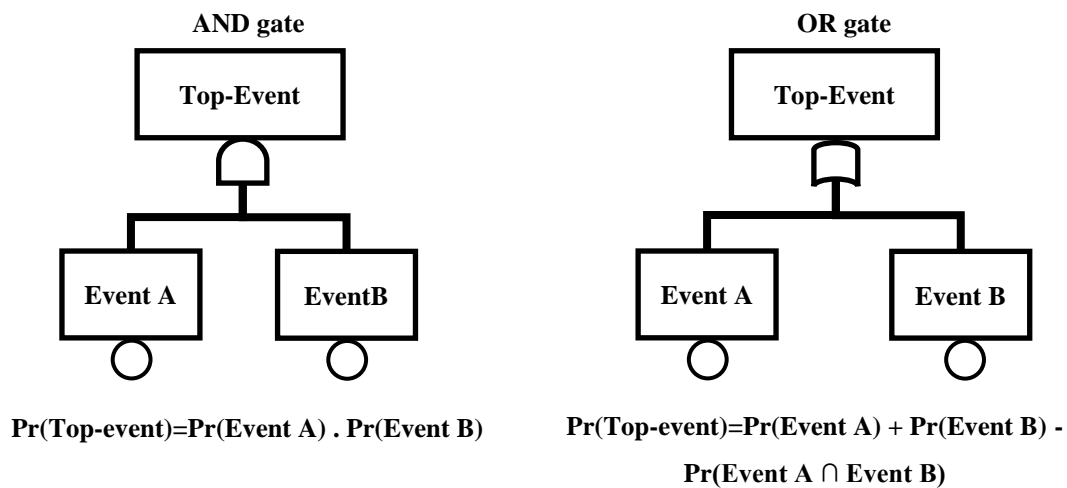 AND gate
Top-Event
Event A
EventB
Pr(Top-event)=Pr(Event A) . Pr(Event B)
OR gate
Top-Event
Event A
Event B
Pr(Top-event)=Pr(Event A) + Pr(Event B) -
Pr(Event A ∩ Event B)